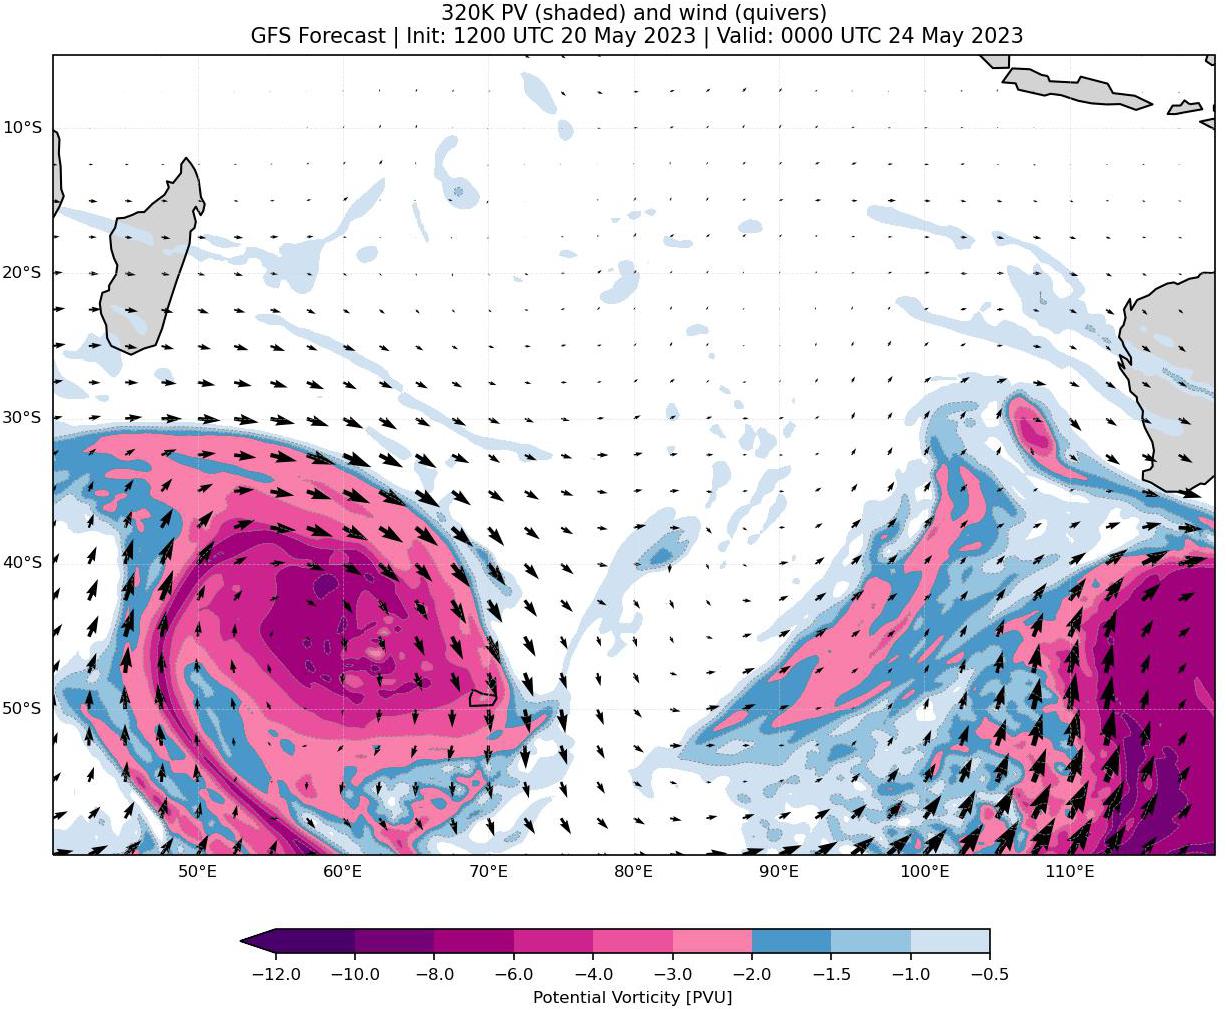 320K PV (shaded) and wind (quivers)
GFS Forecast | Init: 1200 UTC 20 May 2023 | Valid: 0000 UTC 24 May 2023
10°S
20°S
30°S
40°S
50°S
50°E 60°E 70°E 80°E 90°E 100°E 110°E
−12.0 −10.0 −8.0 −6.0 −4.0 −3.0 −2.0 −1.5 −1.0 −0.5
Potential Vorticity [PVU]